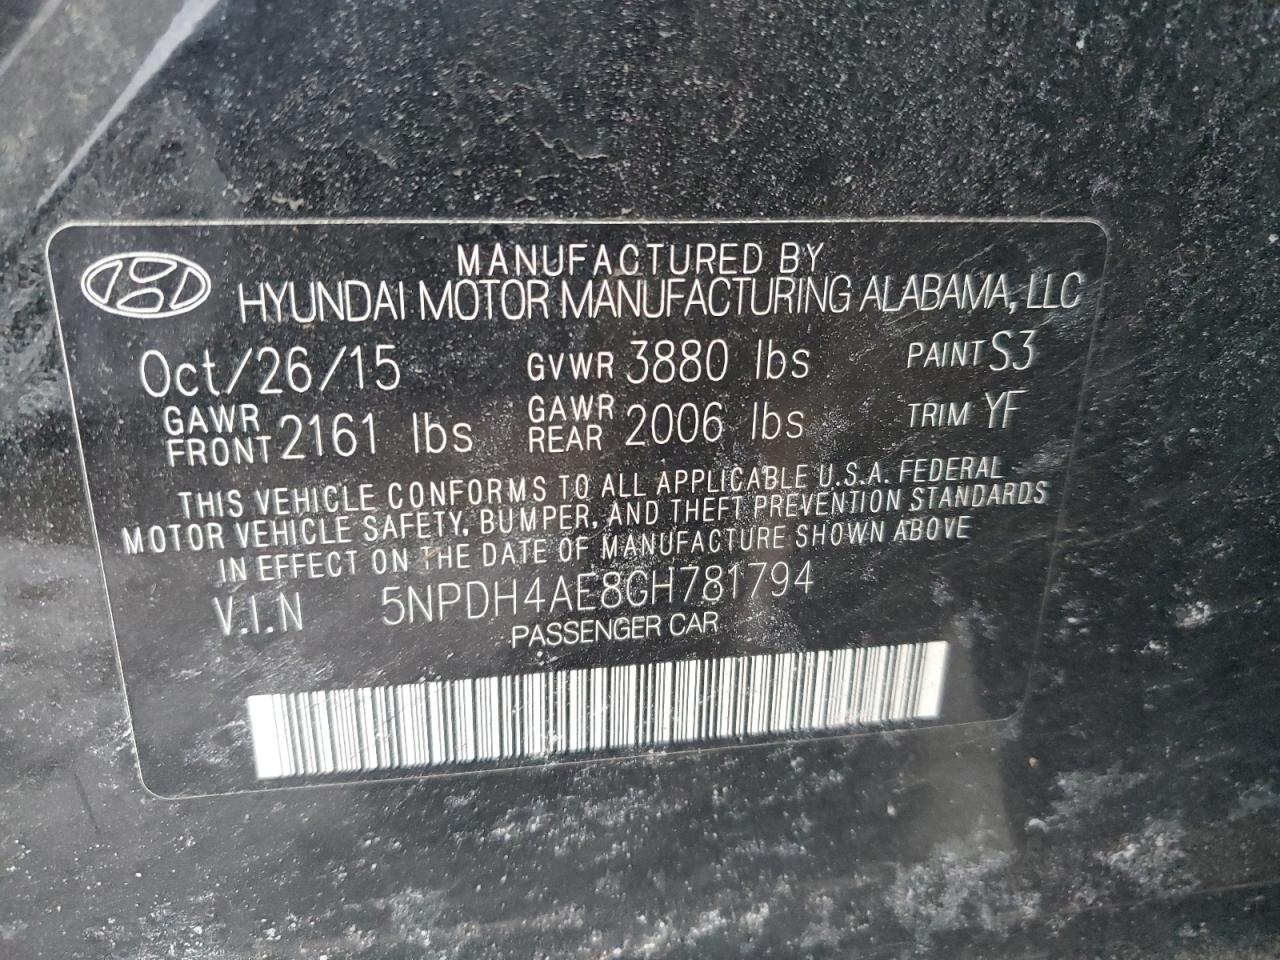 MANUFACTURED BY
HYUNDAI MOTOR MANUFACTURING ALABAMA, LLC
Oct/26/15 GVWR 3880 lbs PAINT S3
GAWR FRONT 2161 lbs GAWR REAR 2006 lbs TRIM YF
THIS VEHICLE CONFORMS TO ALL APPLICABLE U.S.A. FEDERAL
MOTOR VEHICLE SAFETY, BUMPER, AND THEFT PREVENTION STANDARDS
IN EFFECT ON THE DATE OF MANUFACTURE SHOWN ABOVE
V.I.N 5NPDH4AE8GH781794
PASSENGER CAR